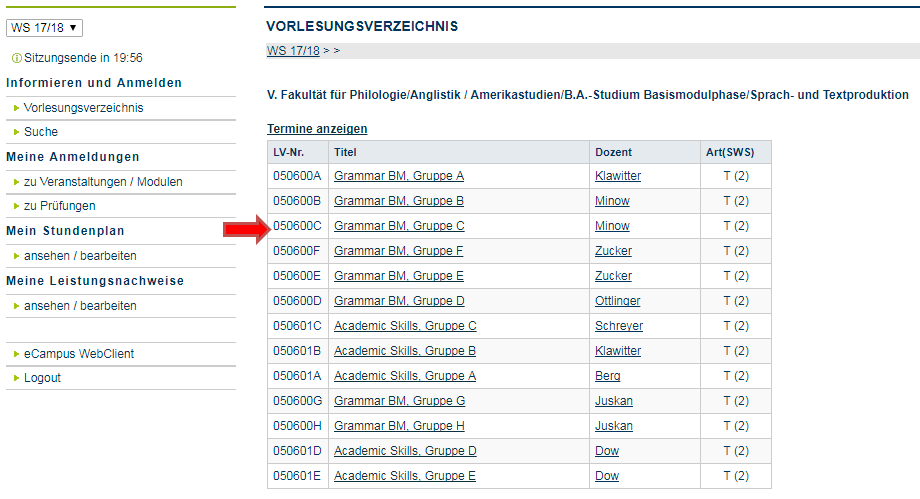 WS 17/18 ▼
Sitzungsende in 19:56
Informieren und Anmelden
Vorlesungsverzeichnis
Suche
Meine Anmeldungen
zu Veranstaltungen / Modulen
zu Prüfungen
Mein Stundenplan
ansehen / bearbeiten
Meine Leistungsnachweise
ansehen / bearbeiten
eCampus WebClient
Logout
VORLESUNGSVERZEICHNIS
WS 17/18 > >
V. Fakultät für Philologie/Anglistik / Amerikastudien/B.A.-Studium Basismodulphase/Sprach- und Textproduktion
Termine anzeigen
LV-Nr. Titel Dozent Art(SWS)
050600A Grammar BM, Gruppe A Klawitter T (2)
050600B Grammar BM, Gruppe B Minow T (2)
050600C Grammar BM, Gruppe C Minow T (2)
050600F Grammar BM, Gruppe F Zucker T (2)
050600E Grammar BM, Gruppe E Zucker T (2)
050600D Grammar BM, Gruppe D Ottlinger T (2)
050601C Academic Skills, Gruppe C Schreyer T (2)
050601B Academic Skills, Gruppe B Klawitter T (2)
050601A Academic Skills, Gruppe A Berg T (2)
050600G Grammar BM, Gruppe G Juskan T (2)
050600H Grammar BM, Gruppe H Juskan T (2)
050601D Academic Skills, Gruppe D Dow T (2)
050601E Academic Skills, Gruppe E Dow T (2)